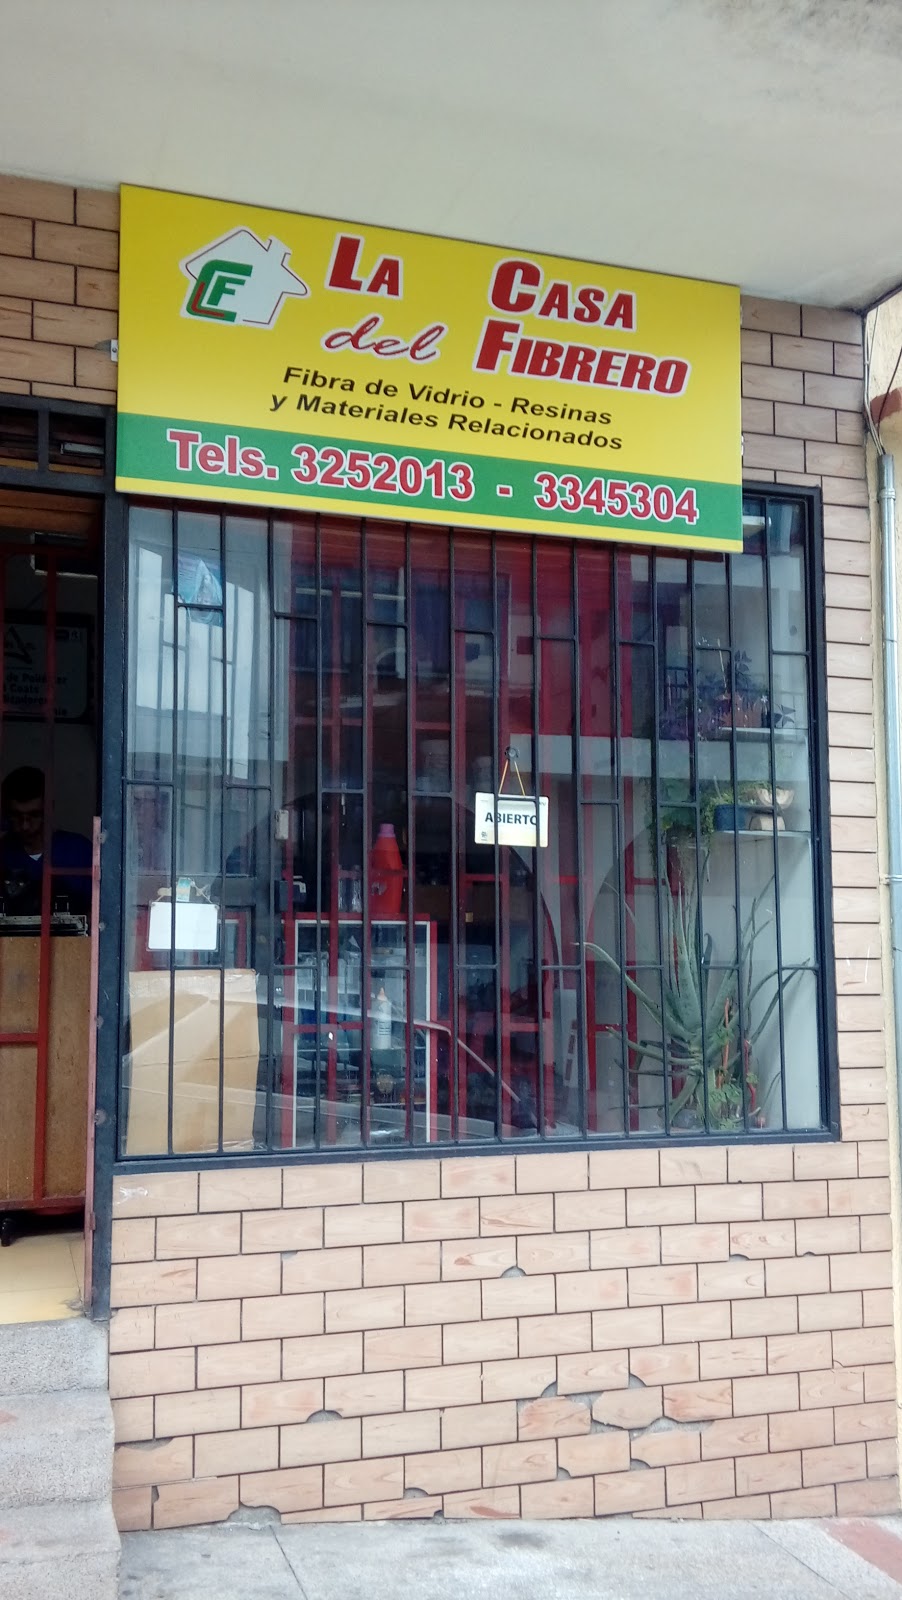 CF
LA CASA
del FIBRERO
Fibra de Vidrio - Resinas
y Materiales Relacionados
Tels. 3252013 - 3345304
ABIERTO